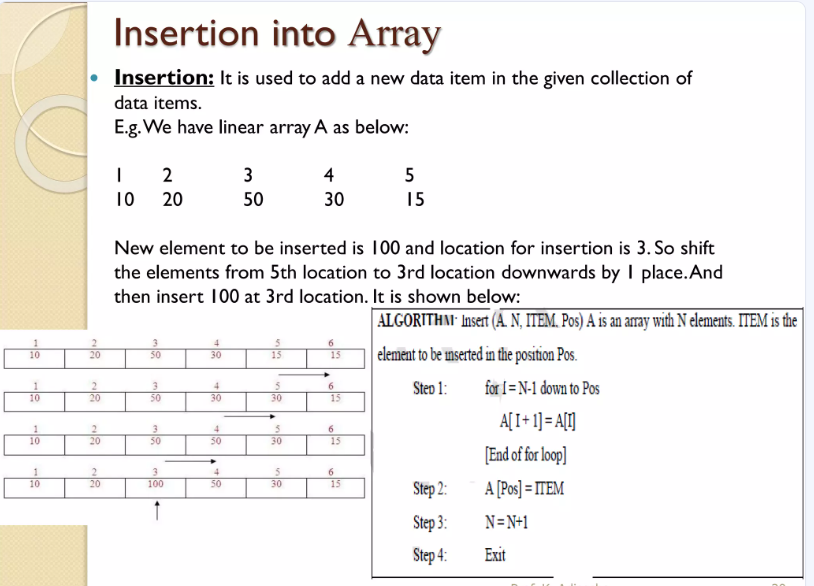 Insertion into Array
• Insertion: It is used to add a new data item in the given collection of
data items.
E.g. We have linear array A as below:
1 2 3 4 5
10 20 50 30 15
New element to be inserted is 100 and location for insertion is 3. So shift
the elements from 5th location to 3rd location downwards by 1 place. And
then insert 100 at 3rd location. It is shown below:
1 2 3 4 5 6
10 20 50 30 15 15
1 2 3 4 5 6
10 20 50 30 30 15
1 2 3 4 5 6
10 20 50 50 30 15
1 2 3 4 5 6
10 20 100 50 30 15
ALGORITHM: Insert (A. N, ITEM, Pos) A is an array with N elements. ITEM is the
element to be inserted in the position Pos.
Step 1: for I = N-1 down to Pos
A[ I + 1] = A[I]
[End of for loop]
Step 2: A [Pos] = ITEM
Step 3: N = N+1
Step 4: Exit